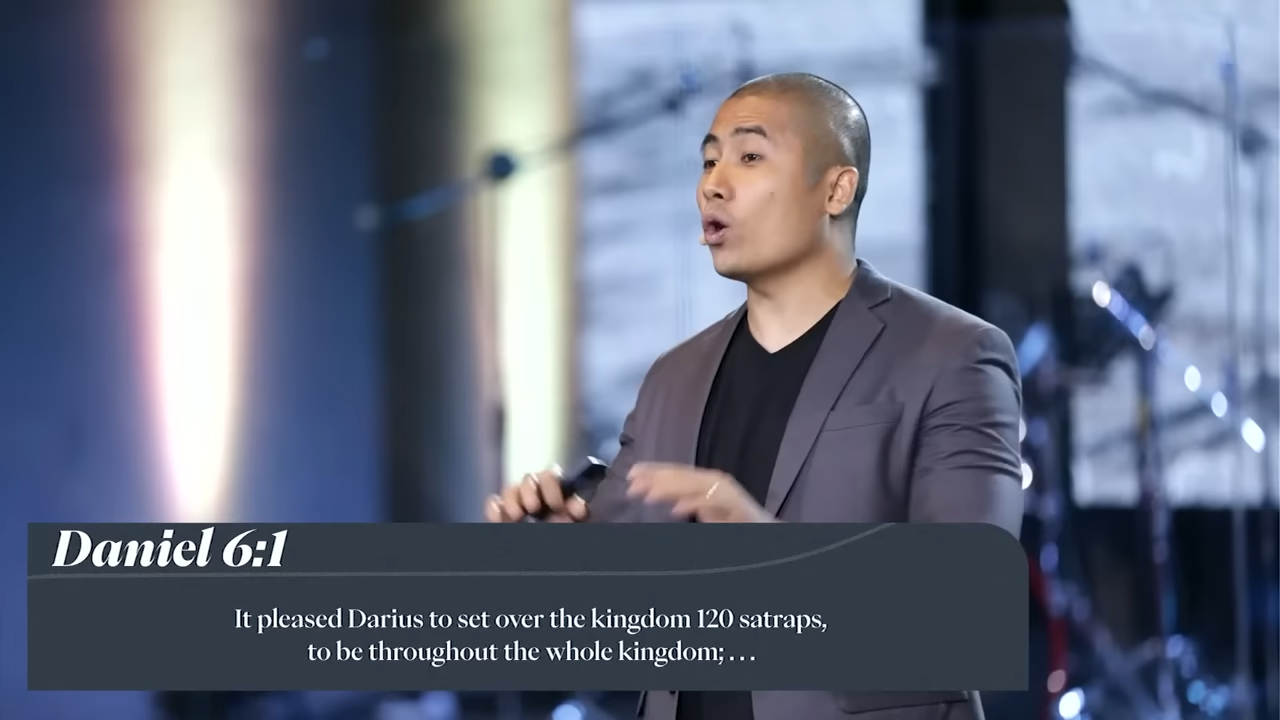 Daniel 6:1
It pleased Darius to set over the kingdom 120 satraps,
to be throughout the whole kingdom; . . .